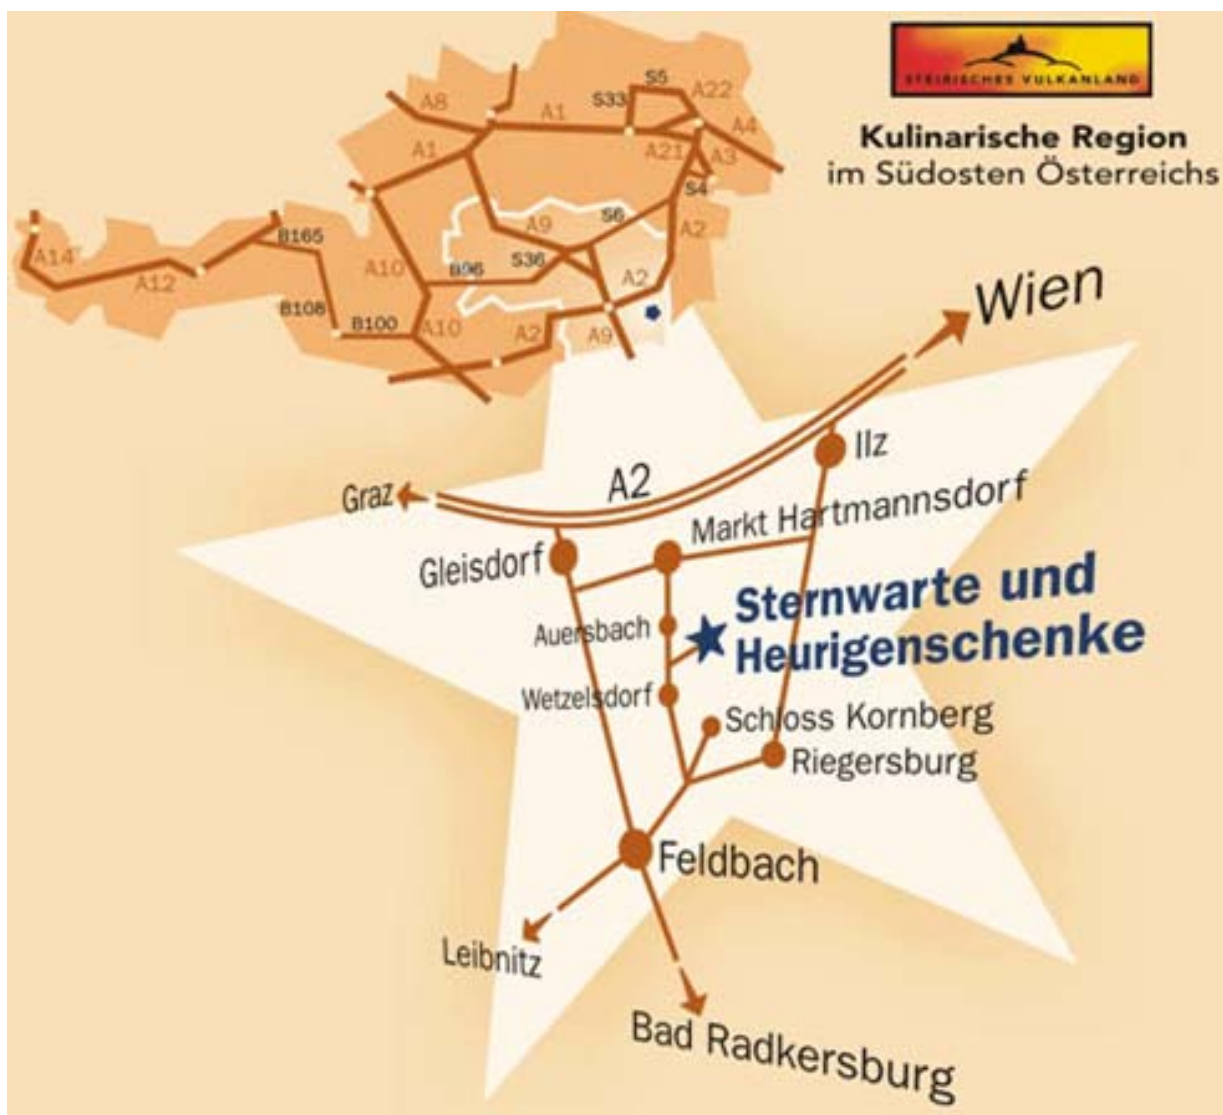 STEIRISCHES VULKANLAND
Kulinarische Region
im Südosten Österreichs
S5
A8
S33
A22
A1
A4
A1
A21
A3
S4
S6
A9
A2
B165
A14
S36
A10
B96
A12
A2
B108
B100
A10
A2
A9
Wien
Ilz
A2
Graz
Markt Hartmannsdorf
Gleisdorf
Sternwarte und
Heurigenschenke
Auersbach
Wetzelsdorf
Schloss Kornberg
Riegersburg
Feldbach
Leibnitz
Bad Radkersburg